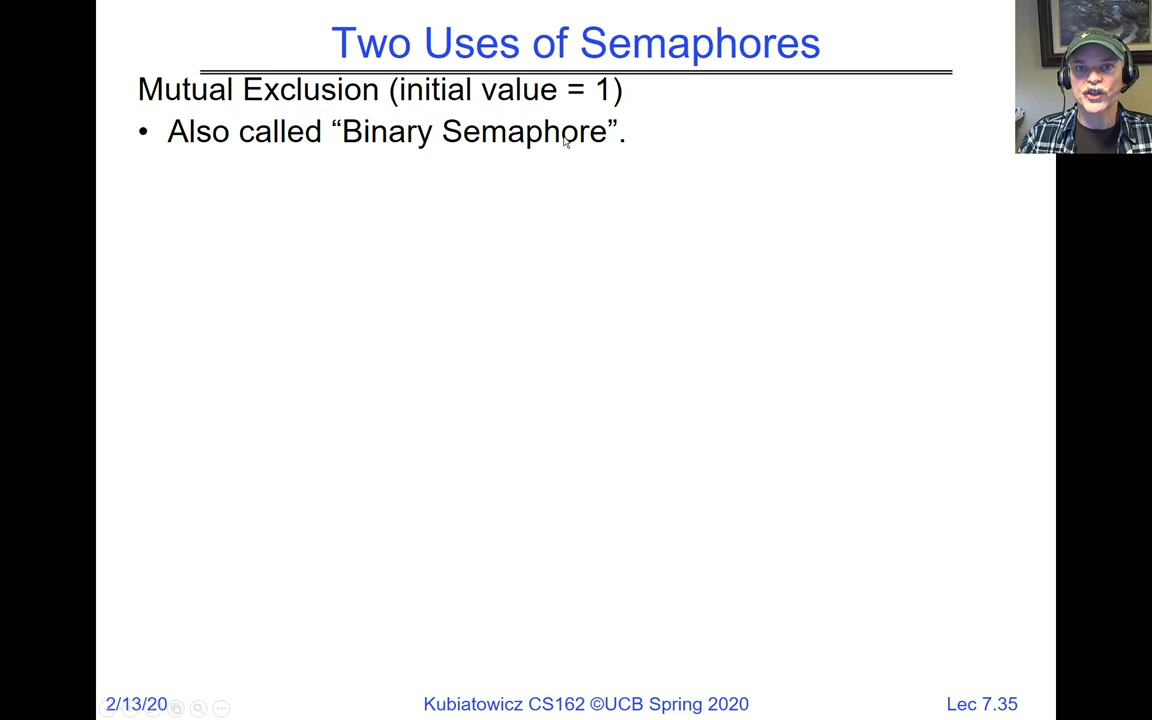 Two Uses of Semaphores
Mutual Exclusion (initial value = 1)
• Also called “Binary Semaphore”.
2/13/20
Kubiatowicz CS162 ©UCB Spring 2020
Lec 7.35